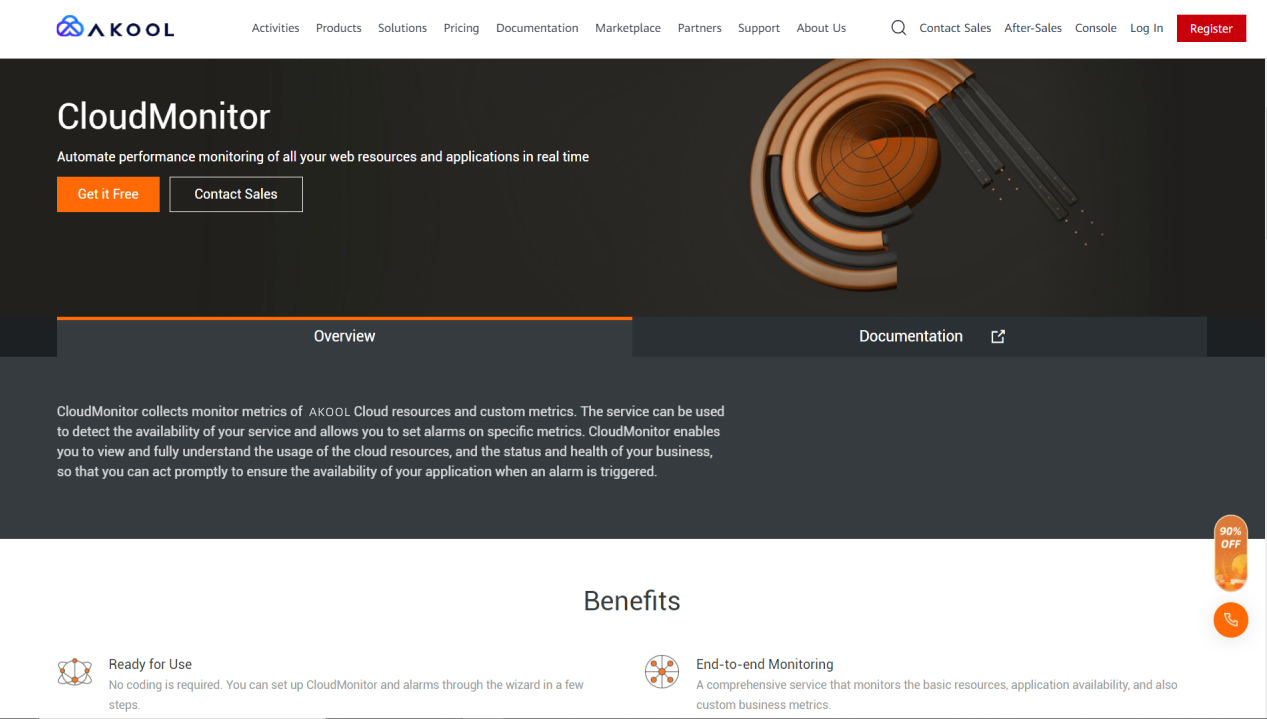 AKOOL
Activities Products Solutions Pricing Documentation Marketplace Partners Support About Us Contact Sales After-Sales Console Log In Register
CloudMonitor
Automate performance monitoring of all your web resources and applications in real time
Get it Free Contact Sales
Overview Documentation
CloudMonitor collects monitor metrics of AKOOL Cloud resources and custom metrics. The service can be used
to detect the availability of your service and allows you to set alarms on specific metrics. CloudMonitor enables
you to view and fully understand the usage of the cloud resources, and the status and health of your business,
so that you can act promptly to ensure the availability of your application when an alarm is triggered.
90%
OFF
Benefits
Ready for Use
No coding is required. You can set up CloudMonitor and alarms through the wizard in a few
steps.
End-to-end Monitoring
A comprehensive service that monitors the basic resources, application availability, and also
custom business metrics.